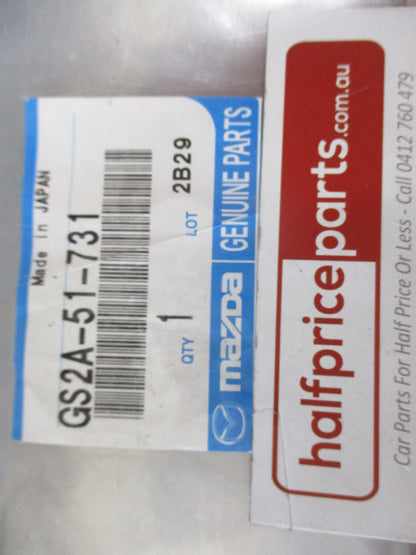 Made in JAPAN
GS2A-51-731
QTY 1
LOT 2B29
mazda GENUINE PARTS
halfpriceparts.com.au
Car Parts For Half Price Or Less - Call 0412 760 479